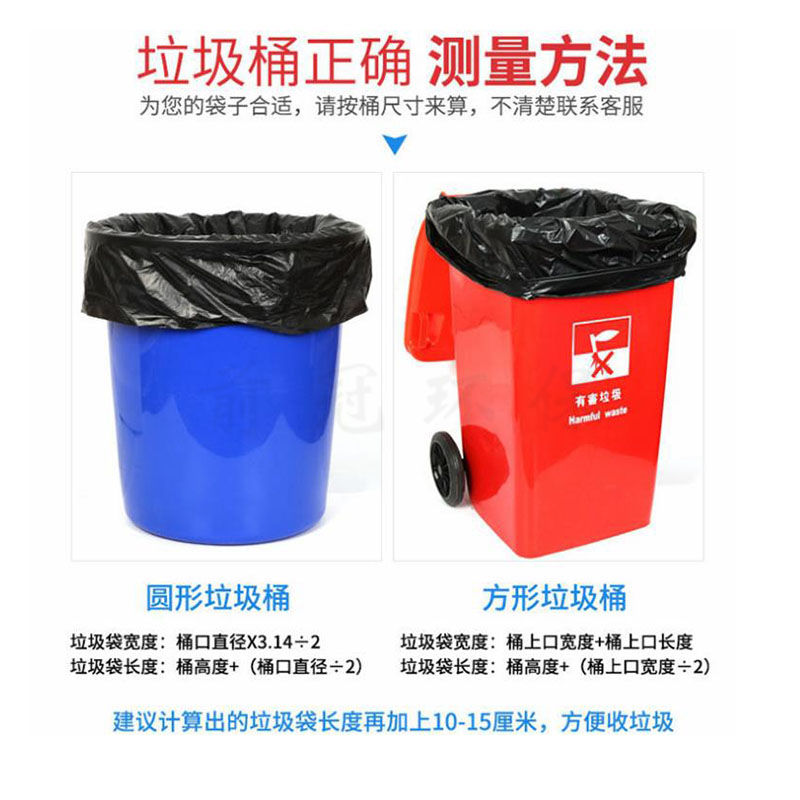 垃圾桶正确 测量方法
为您的袋子合适，请按桶尺寸来算，不清楚联系客服
有害垃圾
Harmful waste
圆形垃圾桶
垃圾袋宽度：桶口直径X3.14÷2
垃圾袋长度：桶高度+（桶口直径÷2）
方形垃圾桶
垃圾袋宽度：桶上口宽度+桶上口长度
垃圾袋长度：桶高度+（桶上口宽度÷2）
建议计算出的垃圾袋长度再加上10-15厘米，方便收垃圾